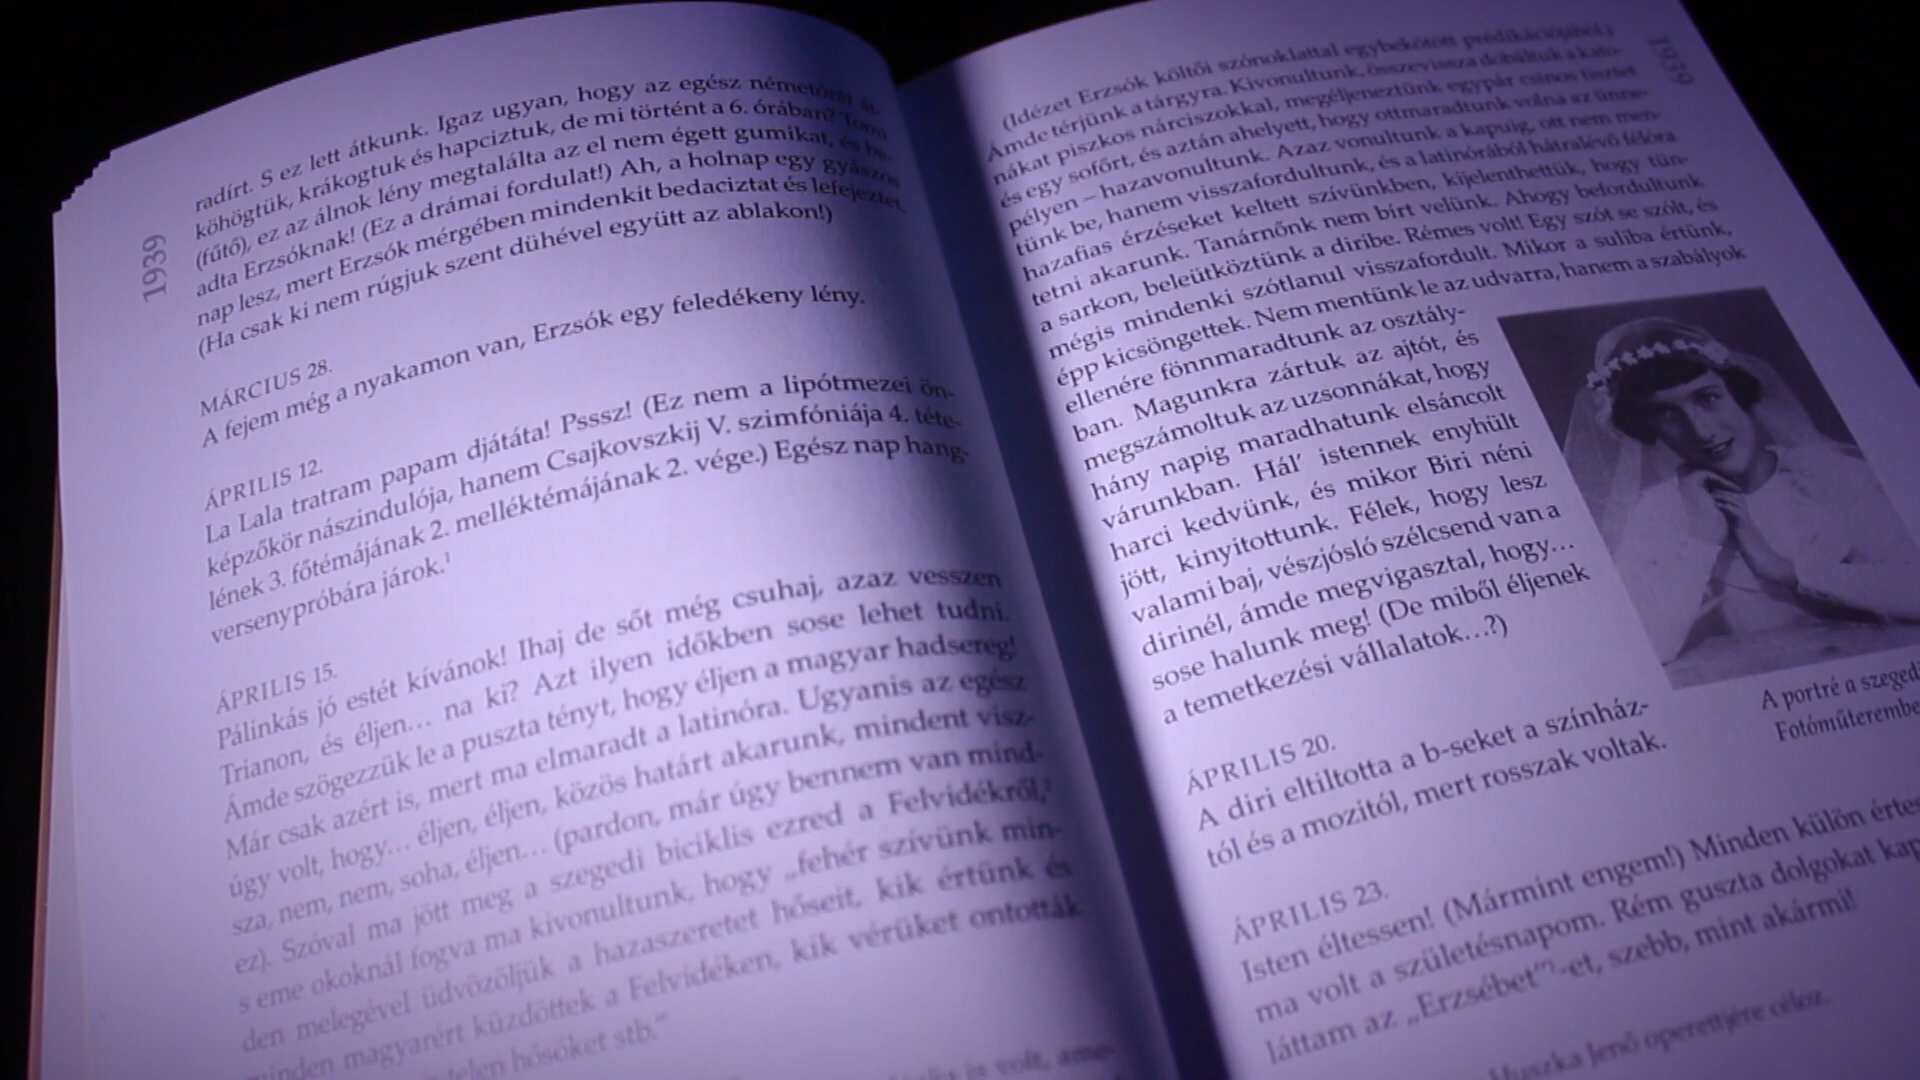 1939
radírt. S ez lett átkunk. Igaz ugyan, hogy az egész németórát át-
köhögtük, krákogtuk és hapciztuk, de mi történt a 6. órában? Tomi
(fűtő), ez az álnok lény megtalálta az el nem égett gumikat, és be-
adta Erzsóknak! (Ez a drámai fordulat!) Ah, a holnap egy gyászos
nap lesz, mert Erzsók mérgében mindenkit bedaciztat és lefejeztet.
(Ha csak ki nem rúgjuk szent dühével együtt az ablakon!)
MÁRCIUS 28.
A fejem még a nyakamon van, Erzsók egy feledékeny lény.
ÁPRILIS 12.
La Lala tratram papam djátáta! Psssz! (Ez nem a lipótmezei ön-
képzőkör nászindulója, hanem Csajkovszkij V. szimfóniája 4. téte-
lének 3. főtémájának 2. melléktémájának 2. vége.) Egész nap hang-
versenypróbára járok.¹
ÁPRILIS 15.
Pálinkás jó estét kívánok! Ihaj de sőt még csuhaj, azaz vesszen
Trianon, és éljen… na ki? Azt ilyen időkben sose lehet tudni.
Ámde szögezzük le a puszta tényt, hogy éljen a magyar hadsereg!
Már csak azért is, mert ma elmaradt a latinóra. Ugyanis az egész
úgy volt, hogy… éljen, éljen, közös határt akarunk, mindent visz-
sza, nem, nem, soha, éljen… (pardon, már úgy bennem van mind-
ez). Szóval ma jött meg a szegedi biciklis ezred a Felvidékről,²
s eme okoknál fogva ma kivonultunk, hogy „fehér szívünk min-
den melegével üdvözöljük a hazaszeretet hőseit, kik értünk és
minden magyarért küzdöttek a Felvidéken, kik vérüket ontották
hősöket stb.”
is volt, ame-
1939
(Idézet Erzsók költői szónoklattal egybekötött prédikációjából.)
Ámde térjünk a tárgyra. Kivonultunk, összevissza dobáltuk a kato-
nákat piszkos nárciszokkal, megéljeneztünk egypár csinos tisztet
és egy sofőrt, és aztán ahelyett, hogy ottmaradtunk volna az ünne-
pélyen – hazavonultunk. Azaz vonultunk a kapuig, ott nem men-
tünk be, hanem visszafordultunk, és a latinórából hátralévő félóra
hazafias érzéseket keltett szívünkben, kijelenthettük, hogy tün-
tetni akarunk. Tanárnőnk nem bírt velünk. Ahogy befordultunk
a sarkon, beleütköztünk a diribe. Rémes volt! Egy szót se szólt, és
mégis mindenki szótlanul visszafordult. Mikor a suliba értünk,
épp kicsöngettek. Nem mentünk le az udvarra, hanem a szabályok
ellenére fönnmaradtunk az osztály-
ban. Magunkra zártuk az ajtót, és
megszámoltuk az uzsonnákat, hogy
hány napig maradhatunk elsáncolt
várunkban. Hál’ istennek enyhült
harci kedvünk, és mikor Biri néni
jött, kinyitottunk. Félek, hogy lesz
valami baj, vészjósló szélcsend van a
dirinél, ámde megvigasztal, hogy…
sose halunk meg! (De miből éljenek
a temetkezési vállalatok…?)
A portré a szegedi
Fotóműterembe
ÁPRILIS 20.
A diri eltiltotta a b-seket a színház-
tól és a mozitól, mert rosszak voltak.
ÁPRILIS 23.
Isten éltessen! (Mármint engem!) Minden külön értes
ma volt a születésnapom. Rém guszta dolgokat kap
láttam az „Erzsébet”¹-et, szebb, mint akármi!
Huszka Jenő operettjére céloz.